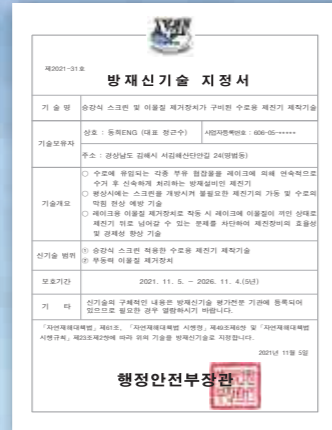 제2021-31호
방재신기술 지정서
기 술 명
승강식 스크린 및 이물질 제거장치가 구비된 수로용 제진기 제작기술
기술보유자
상호 : 동적ENG (대표 정근수)
사업자등록번호 : 606-05-*****
주소 : 경상남도 김해시 서김해산단안길 24(명법동)
기술개요
○ 수로에 유입되는 각종 부유 협잡물을 레이크에 의해 연속적으로
수거 후 신속하게 처리하는 방재설비인 제진기
○ 평상시에는 스크린을 개방시켜 불필요한 제진기의 가동 및 수로의
막힘 현상 예방 기술
○ 레이크용 이물질 제거장치로 작동 시 레이크에 이물질이 끼인 상태로
제진기 뒤로 넘어갈 수 있는 문제를 차단하여 제진장비의 효율성
및 경제성 향상 기술
신기술 범위
① 승강식 스크린 적용한 수로용 제진기 제작기술
② 무동력 이물질 제거장치
보호기간
2021. 11. 5. ~ 2026. 11. 4.(5년)
기 타
신기술의 구체적인 내용은 방재신기술 평가전문 기관에 등록되어
있으므로 필요한 경우 열람하시기 바랍니다.
「자연재해대책법」제61조, 「자연재해대책법 시행령」제49조제6항 및 「자연재해대책법
시행규칙」제23조제2항에 따라 위의 기술을 방재신기술로 지정합니다.
2021년 11월 5일
행정안전부장관